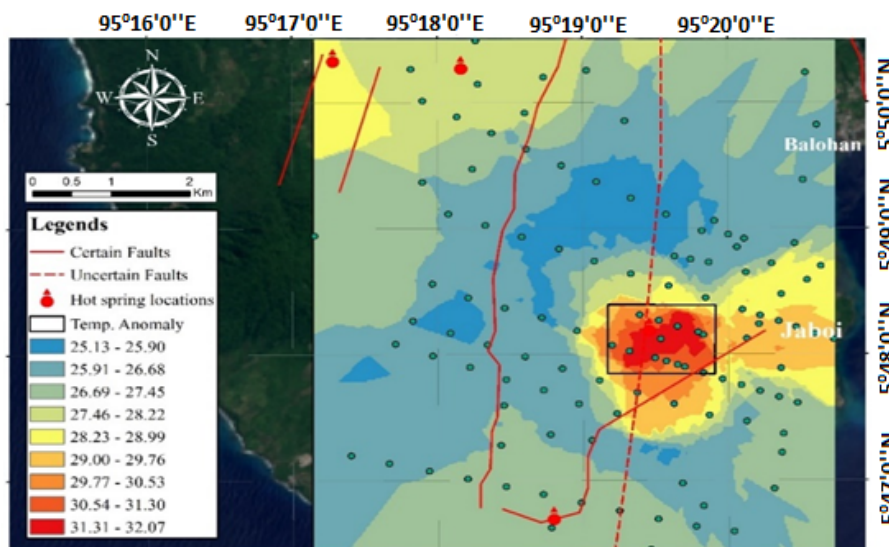 95°16'0''E 95°17'0''E 95°18'0''E 95°19'0''E 95°20'0''E
N
W E
S
0 0.5 1 2
Km
Legends
Certain Faults
Uncertain Faults
Hot spring locations
Temp. Anomaly
25.13 - 25.90
25.91 - 26.68
26.69 - 27.45
27.46 - 28.22
28.23 - 28.99
29.00 - 29.76
29.77 - 30.53
30.54 - 31.30
31.31 - 32.07
Balohan
Jaboi
5°50'0''N
5°49'0''N
5°48'0''N
5°47'0''N